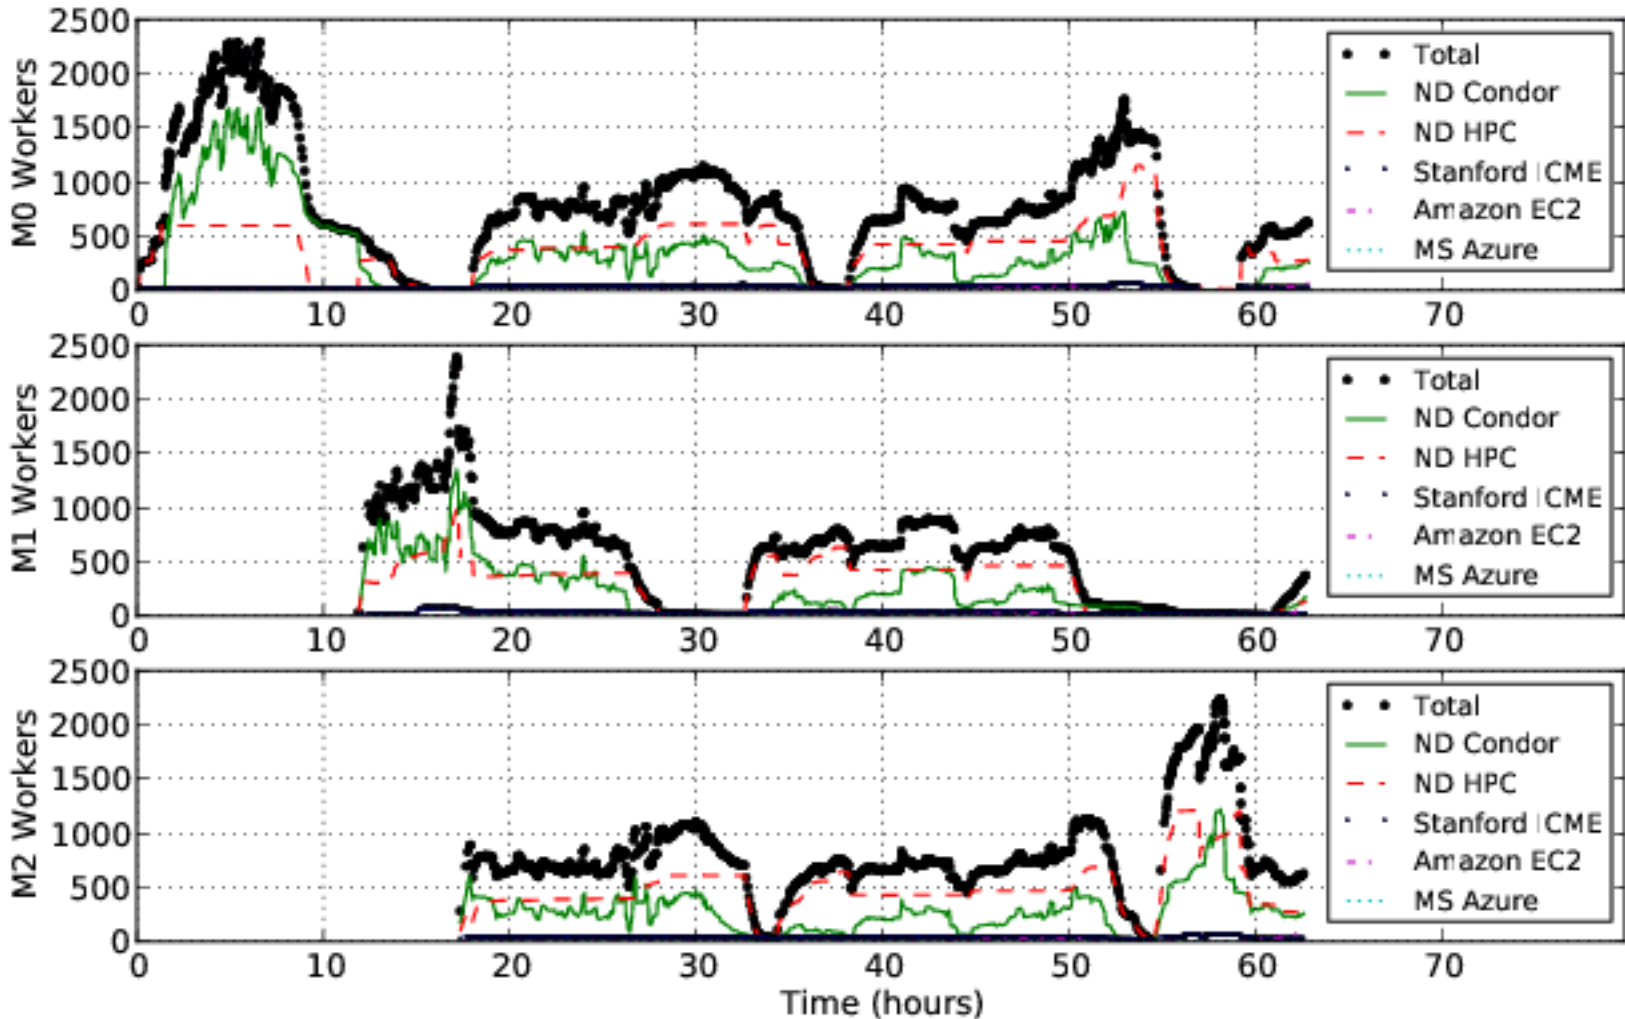 M0 Workers
2500
2000
1500
1000
500
0
0 10 20 30 40 50 60 70
Total
ND Condor
ND HPC
Stanford ICME
Amazon EC2
MS Azure
M1 Workers
2500
2000
1500
1000
500
0
0 10 20 30 40 50 60 70
Total
ND Condor
ND HPC
Stanford ICME
Amazon EC2
MS Azure
M2 Workers
2500
2000
1500
1000
500
0
0 10 20 30 40 50 60 70
Total
ND Condor
ND HPC
Stanford ICME
Amazon EC2
MS Azure
Time (hours)